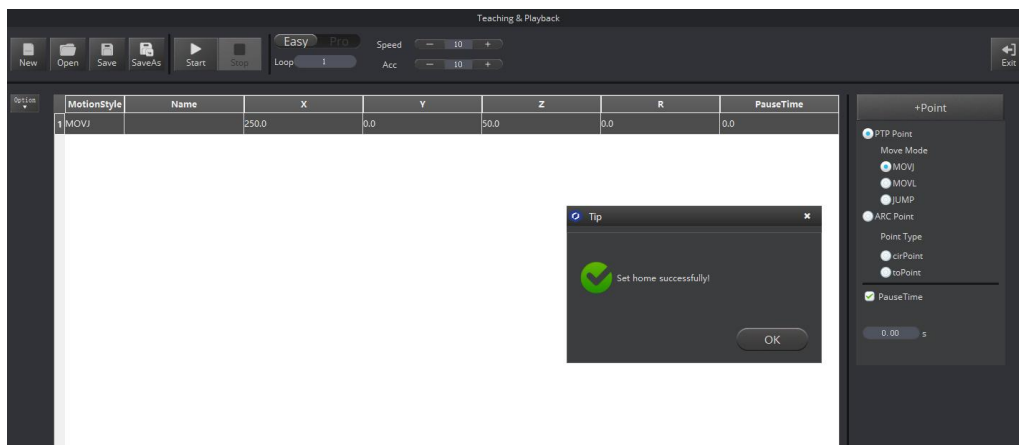 Teaching & Playback
New Open Save SaveAs Start Stop
Easy Pro
Loop 1
Speed — 10 +
Acc — 10 +
Exit
Option
MotionStyle Name X Y Z R PauseTime
1 MOVJ 250.0 0.0 50.0 0.0 0.0
Tip
Set home successfully!
OK
+Point
PTP Point
Move Mode
MOVJ
MOVL
JUMP
ARC Point
Point Type
cirPoint
toPoint
PauseTime
0.00 s